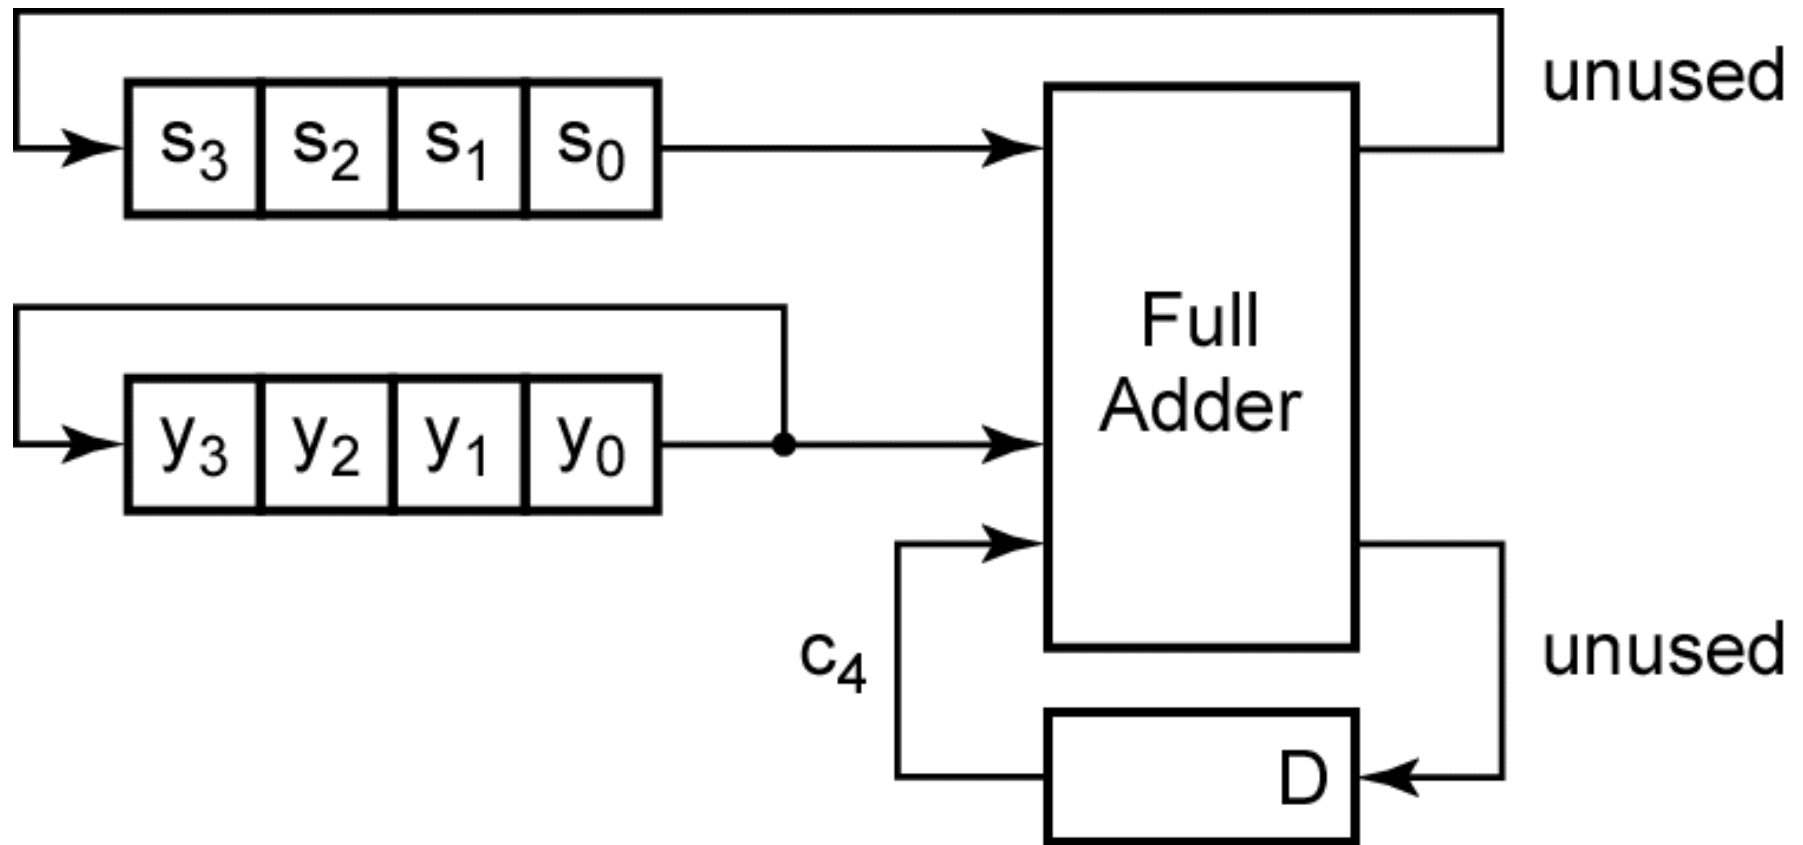 unused
s₃ s₂ s₁ s₀
Full
Adder
y₃ y₂ y₁ y₀
c₄
unused
D